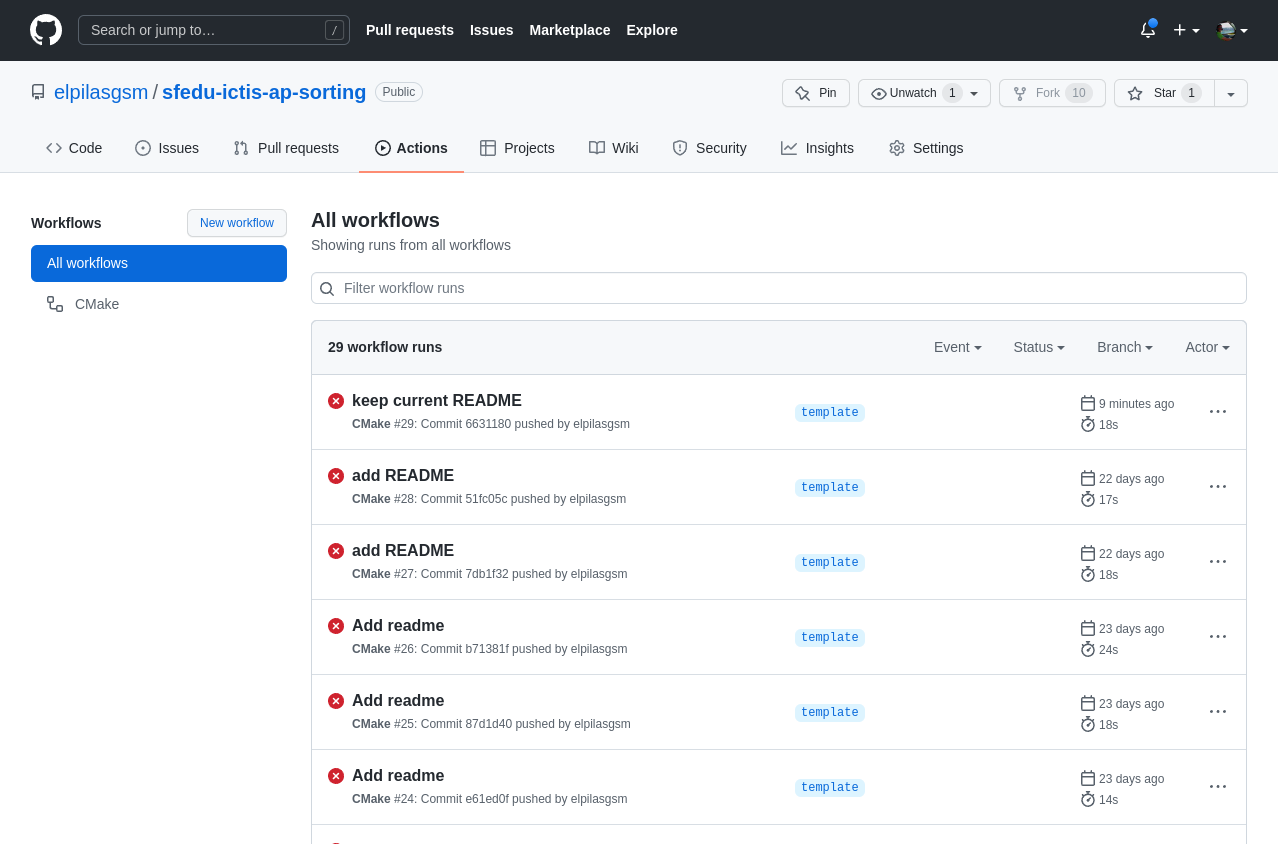 Search or jump to… /
Pull requests Issues Marketplace Explore
elpilasgsm / sfedu-ictis-ap-sorting Public
Pin Unwatch 1 Fork 10 Star 1
Code Issues Pull requests Actions Projects Wiki Security Insights Settings
Workflows
New workflow
All workflows
CMake
All workflows
Showing runs from all workflows
Filter workflow runs
29 workflow runs Event Status Branch Actor
keep current README
CMake #29: Commit 6631180 pushed by elpilasgsm
template
9 minutes ago
18s
add README
CMake #28: Commit 51fc05c pushed by elpilasgsm
template
22 days ago
17s
add README
CMake #27: Commit 7db1f32 pushed by elpilasgsm
template
22 days ago
18s
Add readme
CMake #26: Commit b71381f pushed by elpilasgsm
template
23 days ago
24s
Add readme
CMake #25: Commit 87d1d40 pushed by elpilasgsm
template
23 days ago
18s
Add readme
CMake #24: Commit e61ed0f pushed by elpilasgsm
template
23 days ago
14s